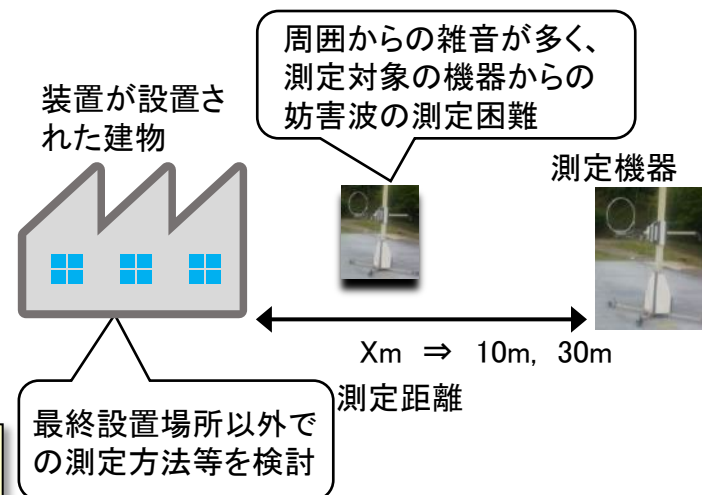 周囲からの雑音が多く、
測定対象の機器からの
妨害波の測定困難
装置が設置さ
れた建物
測定機器
Xm ⇒ 10m, 30m
測定距離
最終設置場所以外で
の測定方法等を検討